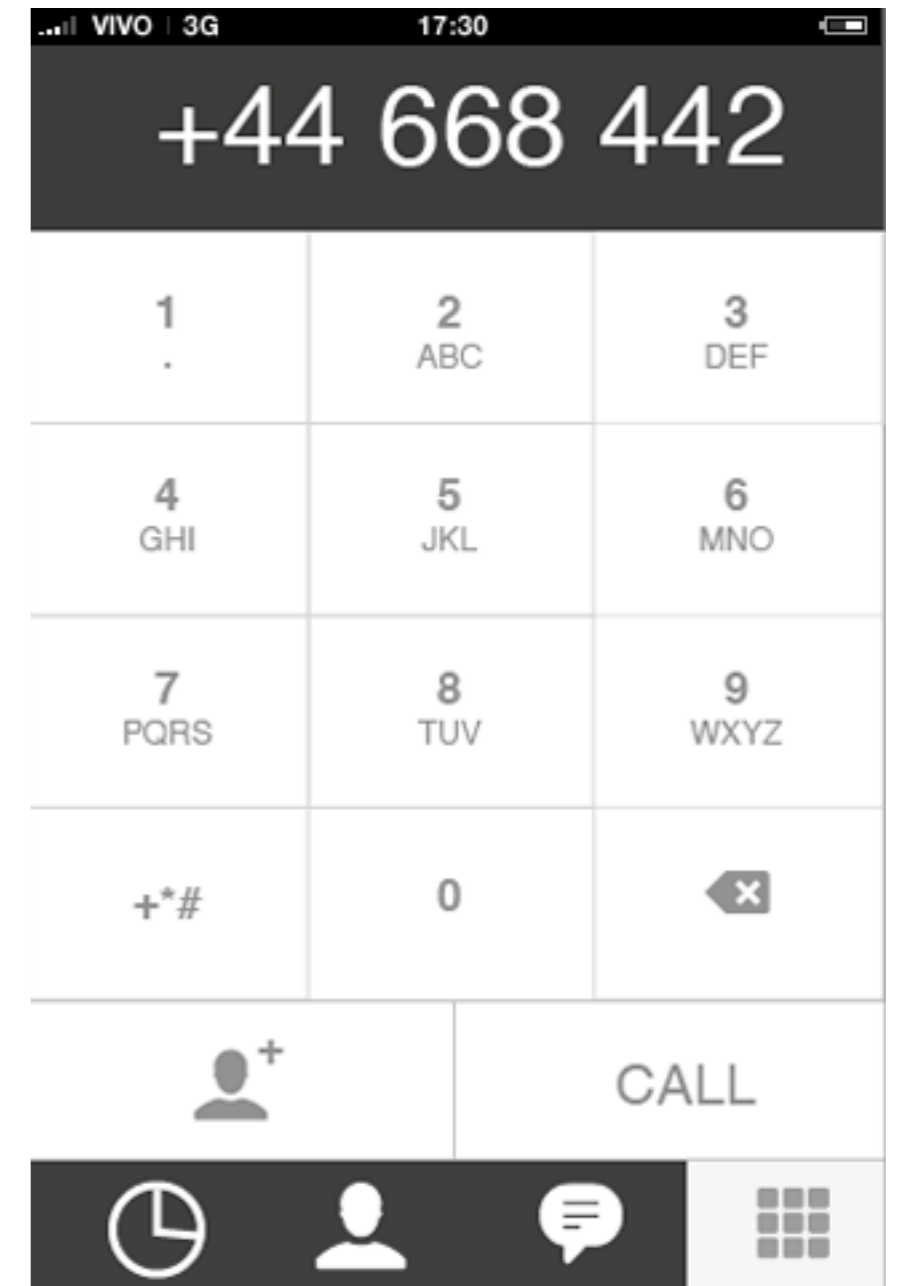 VIVO | 3G 17:30
+44 668 442
1 2 3
. ABC DEF
4 5 6
GHI JKL MNO
7 8 9
PQRS TUV WXYZ
+*# 0
CALL